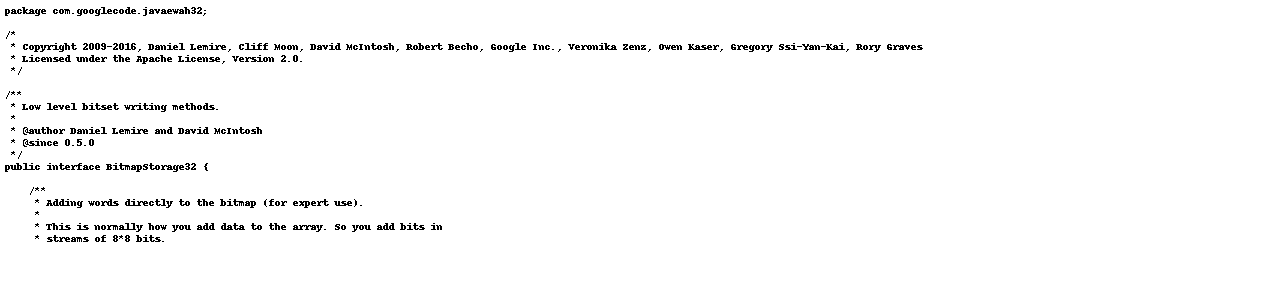 package com.googlecode.javaewah32;

/*
 * Copyright 2009-2016, Daniel Lemire, Cliff Moon, David McIntosh, Robert Becho, Google Inc., Veronika Zenz, Owen Kaser, Gregory Ssi-Yan-Kai, Rory Graves
 * Licensed under the Apache License, Version 2.0.
 */

/**
 * Low level bitset writing methods.
 *
 * @author Daniel Lemire and David McIntosh
 * @since 0.5.0
 */
public interface BitmapStorage32 {

    /**
     * Adding words directly to the bitmap (for expert use).
     *
     * This is normally how you add data to the array. So you add bits in
     * streams of 8*8 bits.